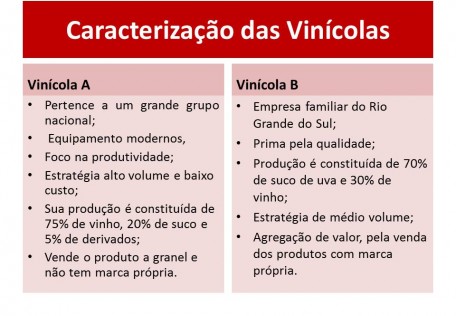 Caracterização das Vinícolas
Vinícola A
• Pertence a um grande grupo
nacional;
• Equipamento modernos,
• Foco na produtividade;
• Estratégia alto volume e baixo
custo;
• Sua produção é constituída de
75% de vinho, 20% de suco e
5% de derivados;
• Vende o produto a granel e
não tem marca própria.
Vinícola B
• Empresa familiar do Rio
Grande do Sul;
• Prima pela qualidade;
• Produção é constituída de 70%
de suco de uva e 30% de
vinho;
• Estratégia de médio volume;
• Agregação de valor, pela venda
dos produtos com marca
própria.